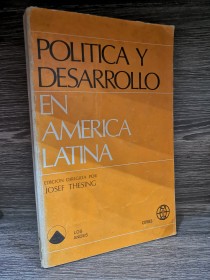 POLITICA Y
DESARROLLO
EN
AMERICA
LATINA
EDICION DIRIGIDA POR
JOSEF THESING